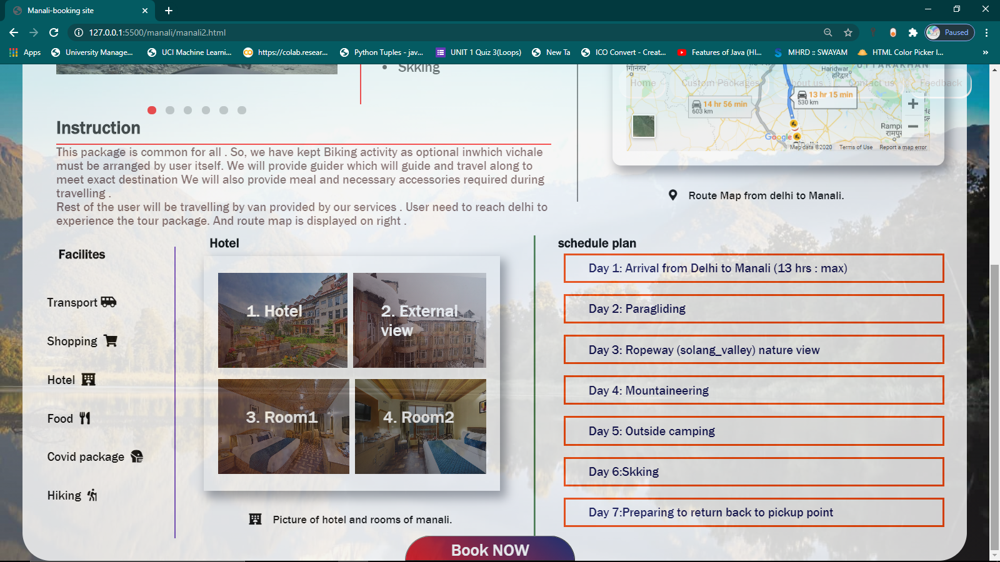 Manali-booking site
127.0.0.1:5500/manali/manali2.html
Paused
Apps
University Manage...
UCI Machine Learni...
https://colab.resear...
Python Tuples - jav...
UNIT 1 Quiz 3(Loops)
New Ta
ICO Convert - Creat...
Features of Java (HI...
MHRD :: SWAYAM
HTML Color Picker I...
Skking
Haridwar
हरिद्वार
UTTARAKHAND
Home
Custom Packages
About us
Contact us
Feedback
14 hr 56 min
603 km
13 hr 15 min
530 km
Google
Map data ©2020
Terms of Use
Report a map error
Instruction
This package is common for all . So, we have kept Biking activity as optional inwhich vichale
must be arranged by user itself. We will provide guider which will guide and travel along to
meet exact destination We will also provide meal and necessary accessories required during
travelling .
Rest of the user will be travelling by van provided by our services . User need to reach delhi to
experience the tour package. And route map is displayed on right .
Route Map from delhi to Manali.
Facilites
Transport
Shopping
Hotel
Food
Covid package
Hiking
Hotel
1. Hotel
2. External
view
3. Room1
4. Room2
Picture of hotel and rooms of manali.
schedule plan
Day 1: Arrival from Delhi to Manali (13 hrs : max)
Day 2: Paragliding
Day 3: Ropeway (solang_valley) nature view
Day 4: Mountaineering
Day 5: Outside camping
Day 6:Skking
Day 7:Preparing to return back to pickup point
Book NOW